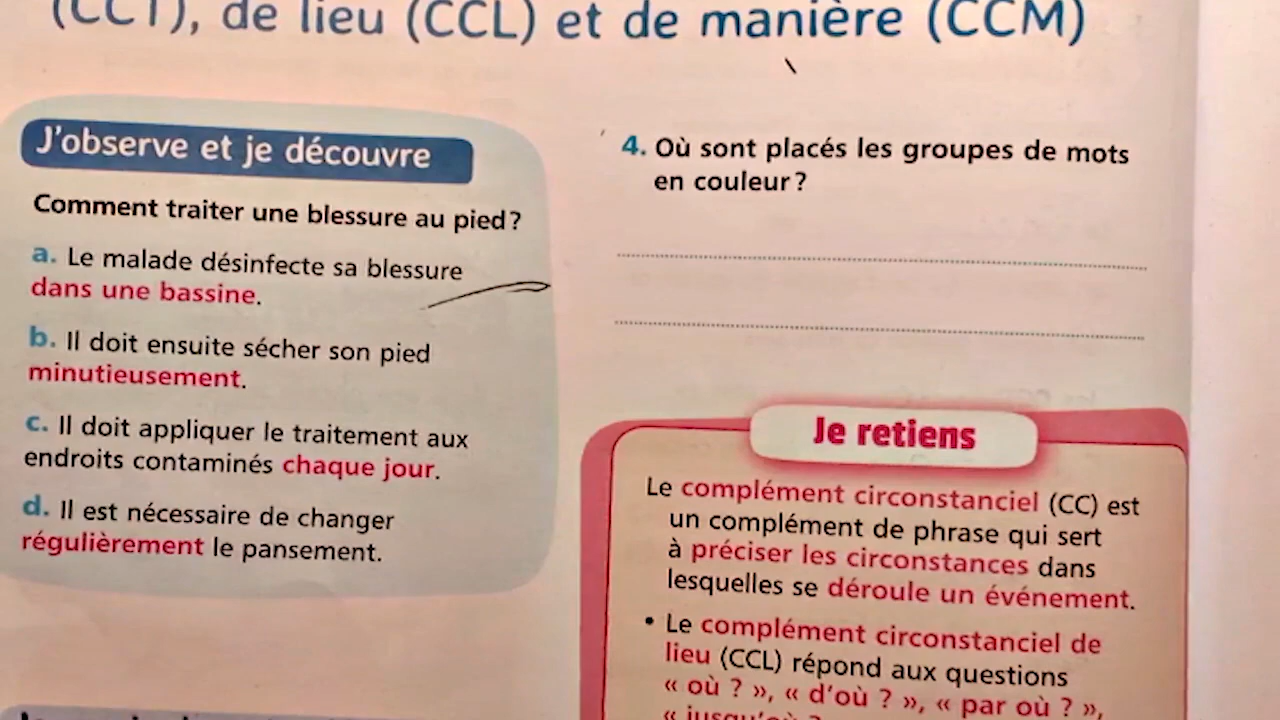 (CCT), de lieu (CCL) et de manière (CCM)
J'observe et je découvre
Comment traiter une blessure au pied ?
a. Le malade désinfecte sa blessure
dans une bassine.
b. Il doit ensuite sécher son pied
minutieusement.
c. Il doit appliquer le traitement aux
endroits contaminés chaque jour.
d. Il est nécessaire de changer
régulièrement le pansement.
4. Où sont placés les groupes de mots
en couleur ?
Je retiens
Le complément circonstanciel (CC) est
un complément de phrase qui sert
à préciser les circonstances dans
lesquelles se déroule un événement.
• Le complément circonstanciel de
lieu (CCL) répond aux questions
« où ? », « d'où ? », « par où ? »,
« jusqu'où ?